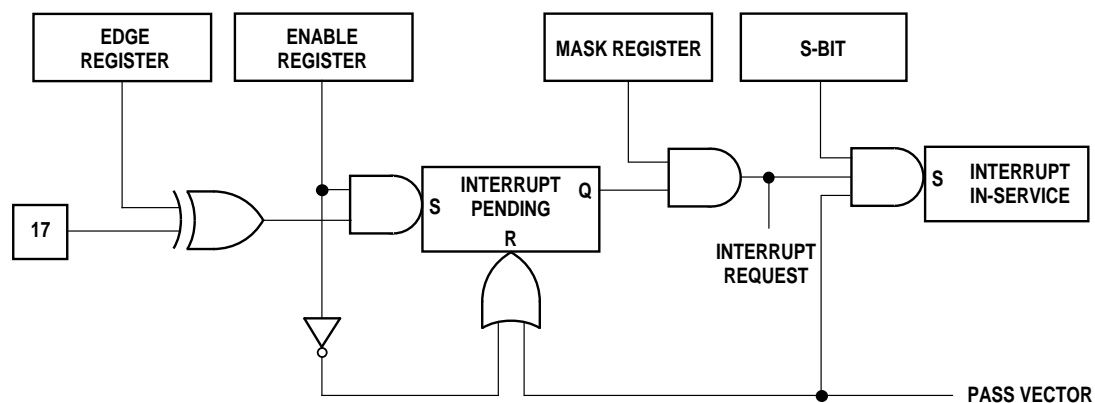 EDGE
REGISTER
ENABLE
REGISTER
MASK REGISTER
S-BIT
17
S
INTERRUPT
PENDING
Q
R
S
INTERRUPT
IN-SERVICE
INTERRUPT
REQUEST
PASS VECTOR